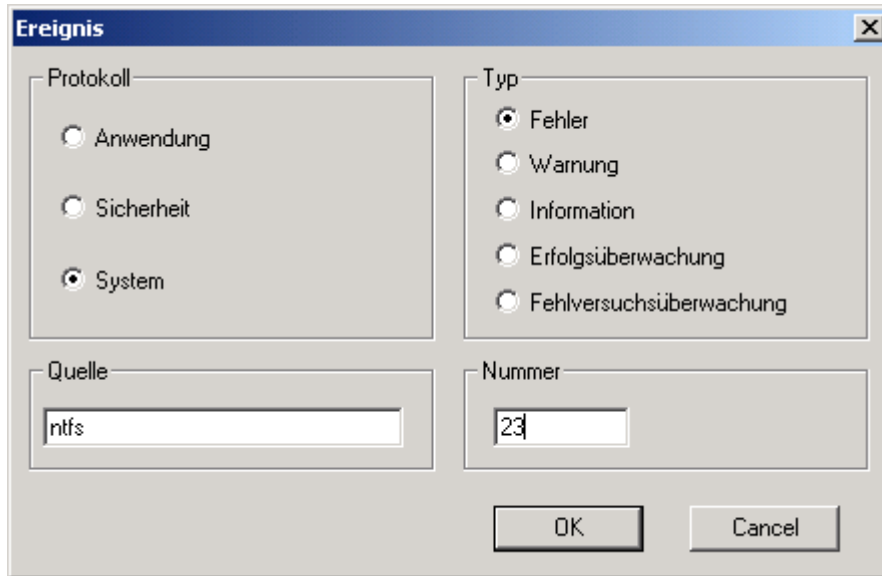 Ereignis
Protokoll
Anwendung
Sicherheit
System
Typ
Fehler
Warnung
Information
Erfolgsüberwachung
Fehlversuchsüberwachung
Quelle
ntfs
Nummer
23
OK
Cancel